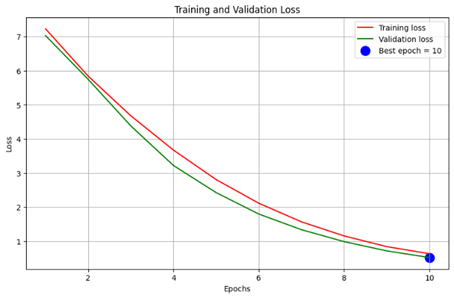 Training and Validation Loss
Training loss
Validation loss
Best epoch = 10
7
6
5
4
3
2
1
Loss
2
4
6
8
10
Epochs